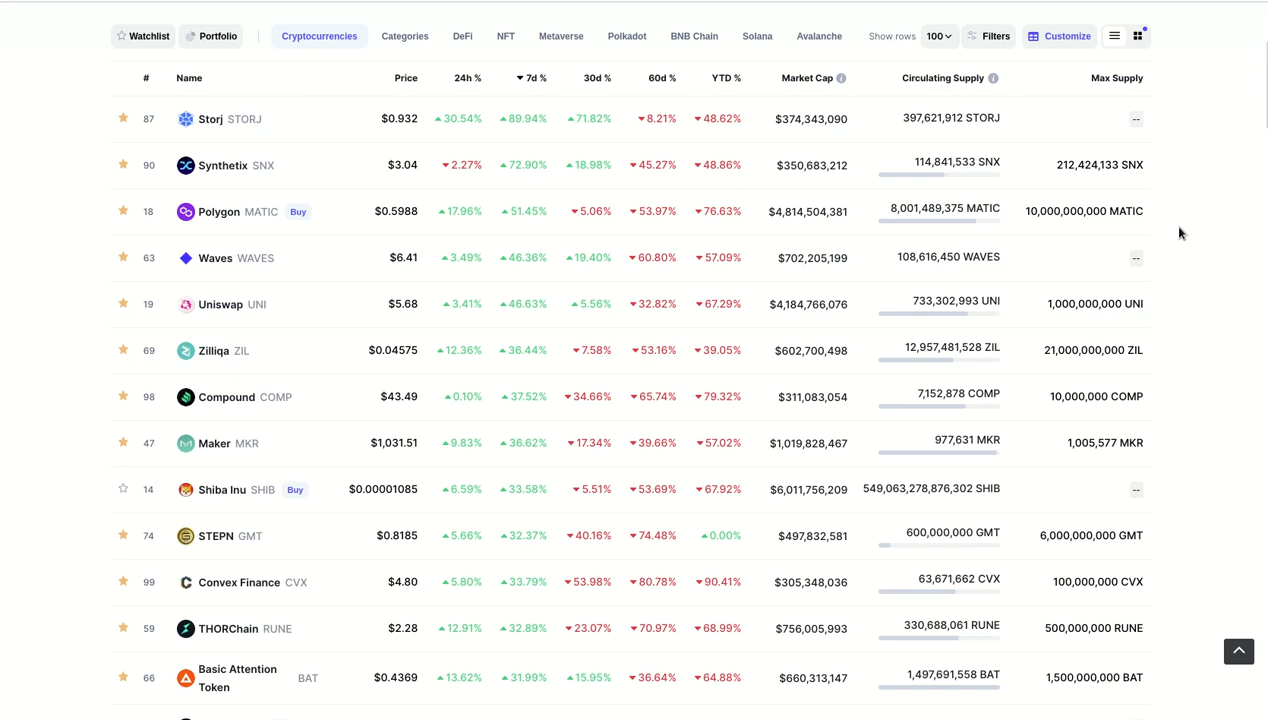 Watchlist Portfolio Cryptocurrencies Categories DeFi NFT Metaverse Polkadot BNB Chain Solana Avalanche Show rows 100 Filters Customize
# Name Price 24h % 7d % 30d % 60d % YTD % Market Cap Circulating Supply Max Supply
87 Storj STORJ $0.932 30.54% 89.94% 71.82% 8.21% 48.62% $374,343,090 397,621,912 STORJ --
90 Synthetix SNX $3.04 2.27% 72.90% 18.98% 45.27% 48.86% $350,683,212 114,841,533 SNX 212,424,133 SNX
18 Polygon MATIC Buy $0.5988 17.96% 51.45% 5.06% 53.97% 76.63% $4,814,504,381 8,001,489,375 MATIC 10,000,000,000 MATIC
63 Waves WAVES $6.41 3.49% 46.36% 19.40% 60.80% 57.09% $702,205,199 108,616,450 WAVES --
19 Uniswap UNI $5.68 3.41% 46.63% 5.56% 32.82% 67.29% $4,184,766,076 733,302,993 UNI 1,000,000,000 UNI
69 Zilliqa ZIL $0.04575 12.36% 36.44% 7.58% 53.16% 39.05% $602,700,498 12,957,481,528 ZIL 21,000,000,000 ZIL
98 Compound COMP $43.49 0.10% 37.52% 34.66% 65.74% 79.32% $311,083,054 7,152,878 COMP 10,000,000 COMP
47 Maker MKR $1,031.51 9.83% 36.62% 17.34% 39.66% 57.02% $1,019,828,467 977,631 MKR 1,005,577 MKR
14 Shiba Inu SHIB Buy $0.00001085 6.59% 33.58% 5.51% 53.69% 67.92% $6,011,756,209 549,063,278,876,302 SHIB --
74 STEPN GMT $0.8185 5.66% 32.37% 40.16% 74.48% 0.00% $497,832,581 600,000,000 GMT 6,000,000,000 GMT
99 Convex Finance CVX $4.80 5.80% 33.79% 53.98% 80.78% 90.41% $305,348,036 63,671,662 CVX 100,000,000 CVX
59 THORChain RUNE $2.28 12.91% 32.89% 23.07% 70.97% 68.99% $756,005,993 330,688,061 RUNE 500,000,000 RUNE
66 Basic Attention Token BAT $0.4369 13.62% 31.99% 15.95% 36.64% 64.88% $660,313,147 1,497,691,558 BAT 1,500,000,000 BAT